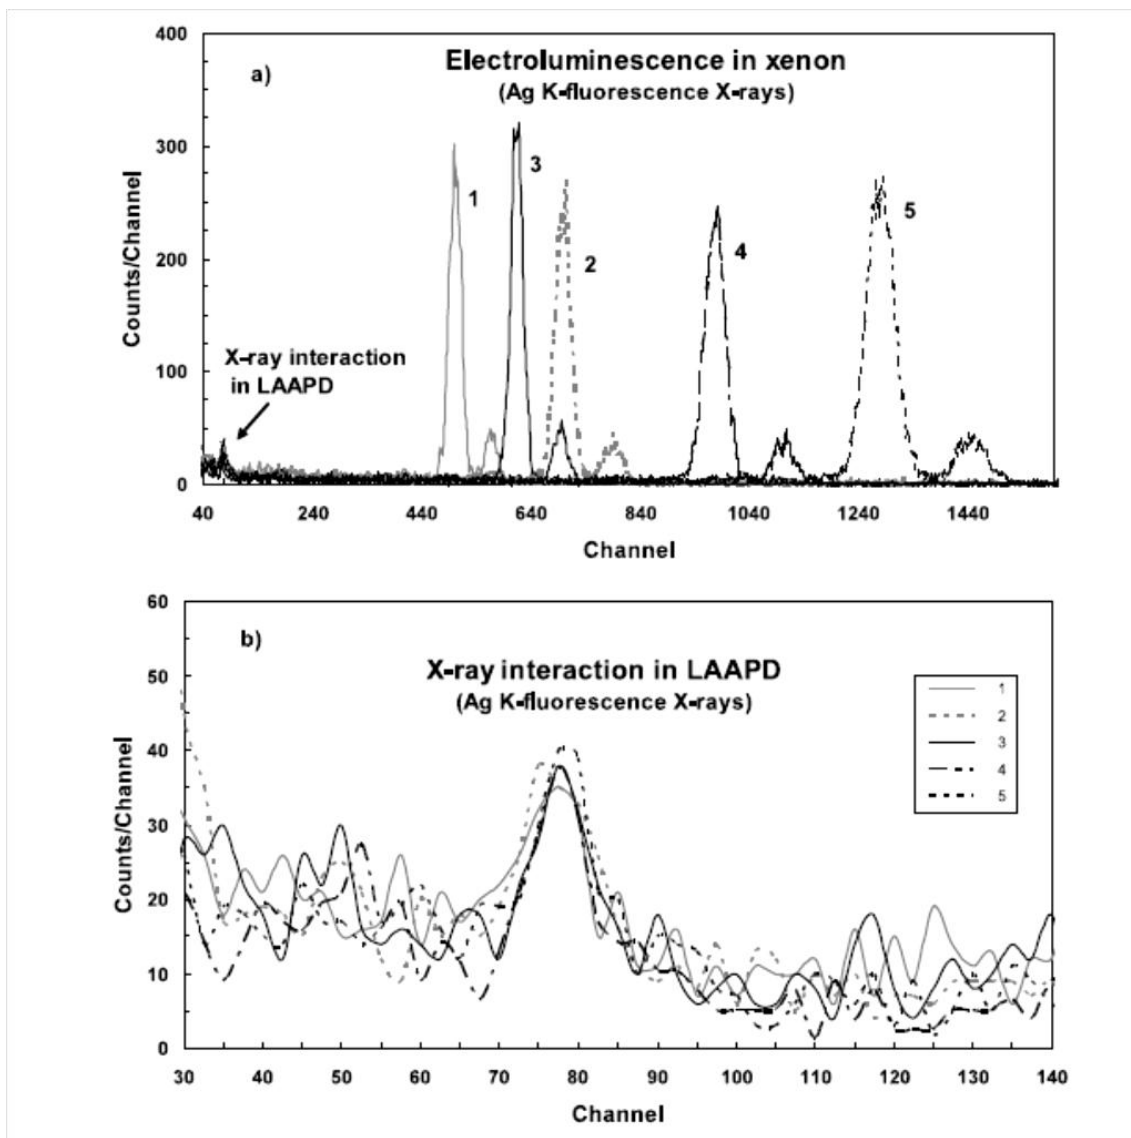 a)
Electroluminescence in xenon
(Ag K-fluorescence X-rays)
400
300
200
100
0
Counts/Channel
1
3
2
4
5
X-ray interaction
in LAAPD
40 240 440 640 840 1040 1240 1440
Channel
b)
X-ray interaction in LAAPD
(Ag K-fluorescence X-rays)
60
50
40
30
20
10
0
Counts/Channel
1
2
3
4
5
30 40 50 60 70 80 90 100 110 120 130 140
Channel